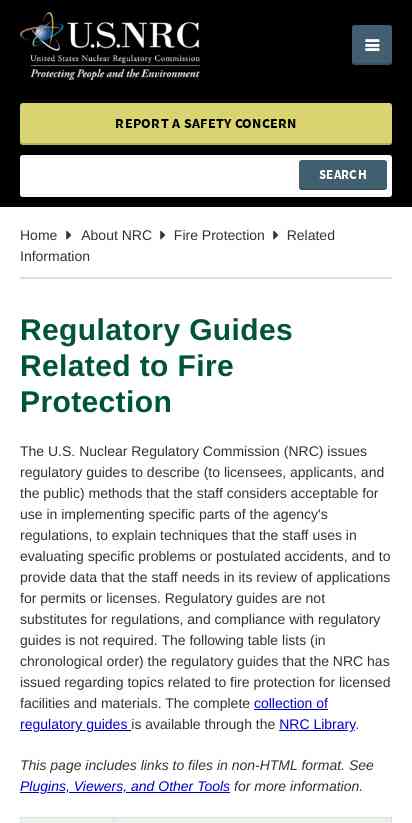 U.S.NRC
United States Nuclear Regulatory Commission
Protecting People and the Environment
REPORT A SAFETY CONCERN
SEARCH
Home About NRC Fire Protection Related
Information
Regulatory Guides
Related to Fire
Protection
The U.S. Nuclear Regulatory Commission (NRC) issues
regulatory guides to describe (to licensees, applicants, and
the public) methods that the staff considers acceptable for
use in implementing specific parts of the agency's
regulations, to explain techniques that the staff uses in
evaluating specific problems or postulated accidents, and to
provide data that the staff needs in its review of applications
for permits or licenses. Regulatory guides are not
substitutes for regulations, and compliance with regulatory
guides is not required. The following table lists (in
chronological order) the regulatory guides that the NRC has
issued regarding topics related to fire protection for licensed
facilities and materials. The complete collection of
regulatory guides is available through the NRC Library.
This page includes links to files in non-HTML format. See
Plugins, Viewers, and Other Tools for more information.